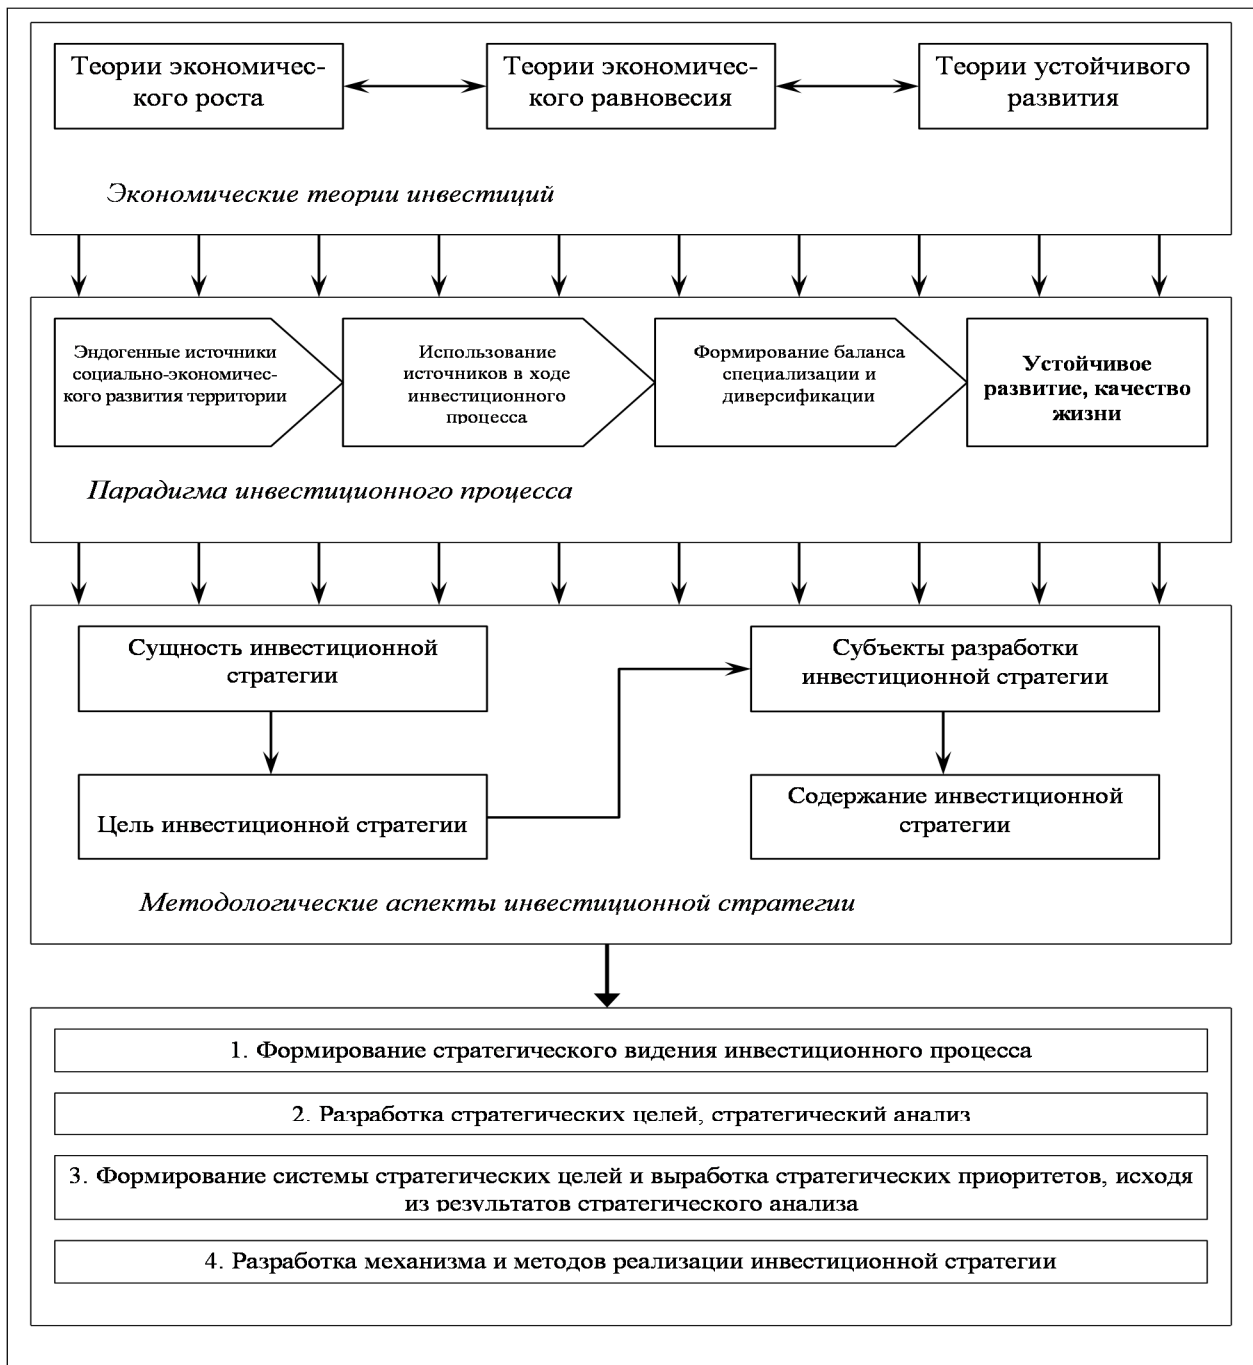 Теории экономичес-
кого роста
Теории экономичес-
кого равновесия
Теории устойчивого
развития
Экономические теории инвестиций
Эндогенные источники
социально-экономичес-
кого развития территории
Использование
источников в ходе
инвестиционного
процесса
Формирование баланса
специализации и
диверсификации
Устойчивое
развитие, качество
жизни
Парадигма инвестиционного процесса
Сущность инвестиционной
стратегии
Субъекты разработки
инвестиционной стратегии
Цель инвестиционной стратегии
Содержание инвестиционной
стратегии
Методологические аспекты инвестиционной стратегии
1. Формирование стратегического видения инвестиционного процесса
2. Разработка стратегических целей, стратегический анализ
3. Формирование системы стратегических целей и выработка стратегических приоритетов, исходя
из результатов стратегического анализа
4. Разработка механизма и методов реализации инвестиционной стратегии